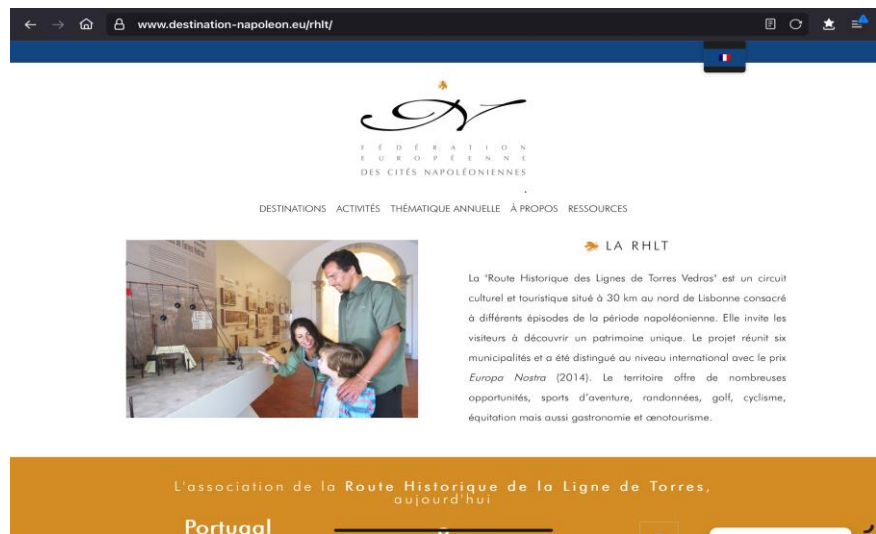 www.destination-napoleon.eu/rhlt/
N
FÉDÉRATION
EUROPÉENNE
DES CITÉS NAPOLÉONIENNES
DESTINATIONS ACTIVITÉS THÉMATIQUE ANNUELLE À PROPOS RESSOURCES
LA RHLT
La "Route Historique des Lignes de Torres Vedras" est un circuit
culturel et touristique situé à 30 km au nord de Lisbonne consacré
à différents épisodes de la période napoléonienne. Elle invite les
visiteurs à découvrir un patrimoine unique. Le projet réunit six
municipalités et a été distingué au niveau international avec le prix
Europa Nostra (2014). Le territoire offre de nombreuses
opportunités, sports d'aventure, randonnées, golf, cyclisme,
équitation mais aussi gastronomie et œnotourisme.
L'association de la Route Historique de la Ligne de Torres,
aujourd'hui
Portugal